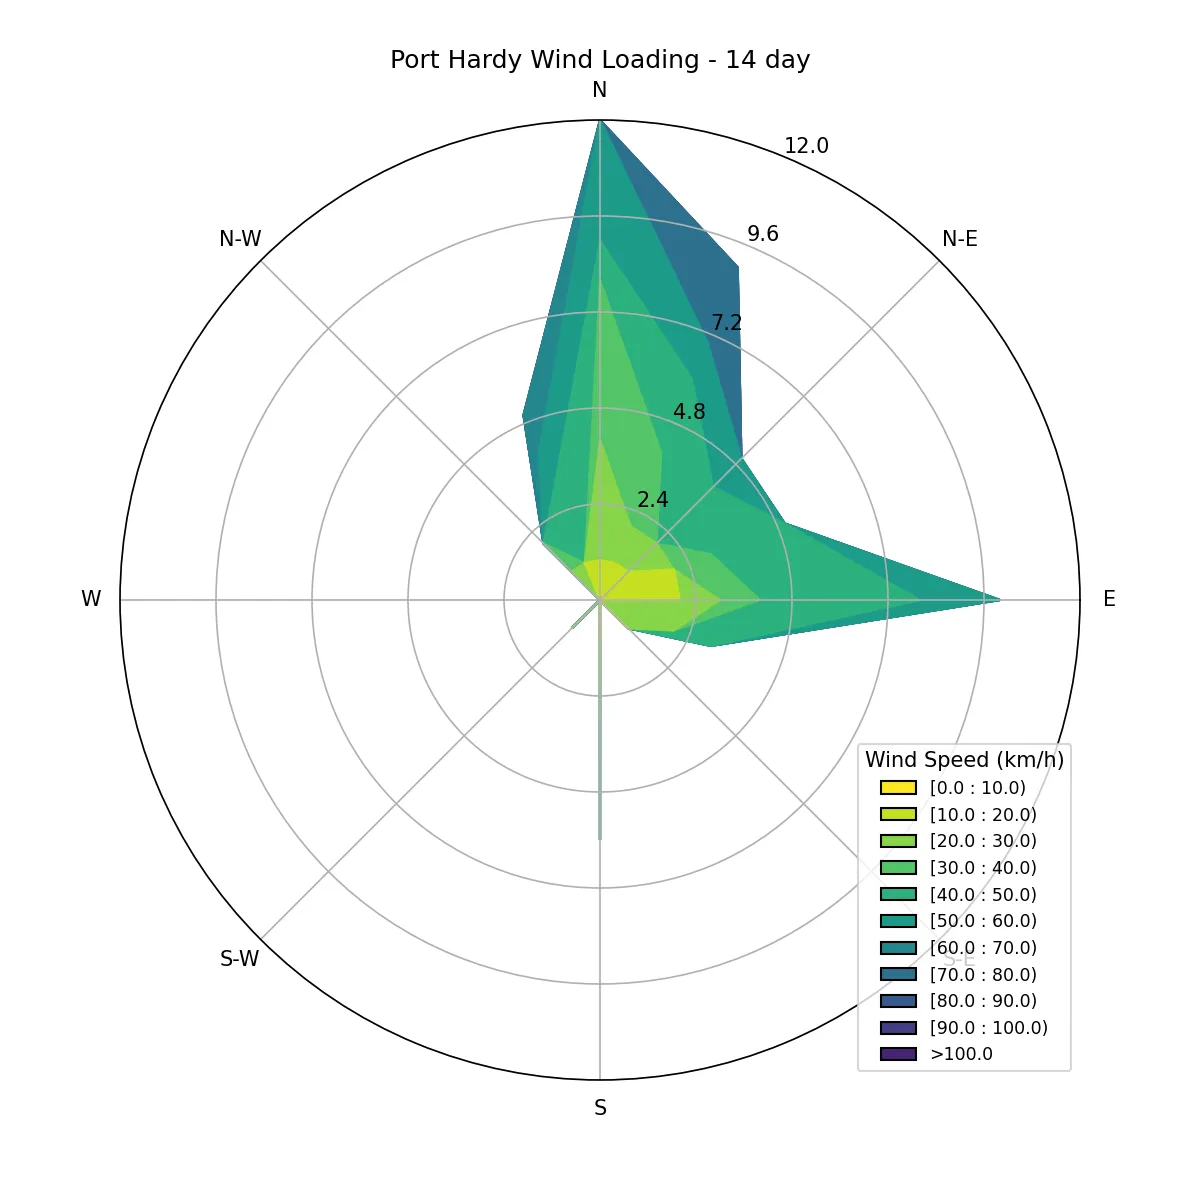 Port Hardy Wind Loading - 14 day
N
12.0
N-W
9.6
N-E
7.2
4.8
2.4
W
E
Wind Speed (km/h)
[0.0 : 10.0)
[10.0 : 20.0)
[20.0 : 30.0)
[30.0 : 40.0)
[40.0 : 50.0)
[50.0 : 60.0)
[60.0 : 70.0)
[70.0 : 80.0)
[80.0 : 90.0)
[90.0 : 100.0)
>100.0
S-W
S-E
S